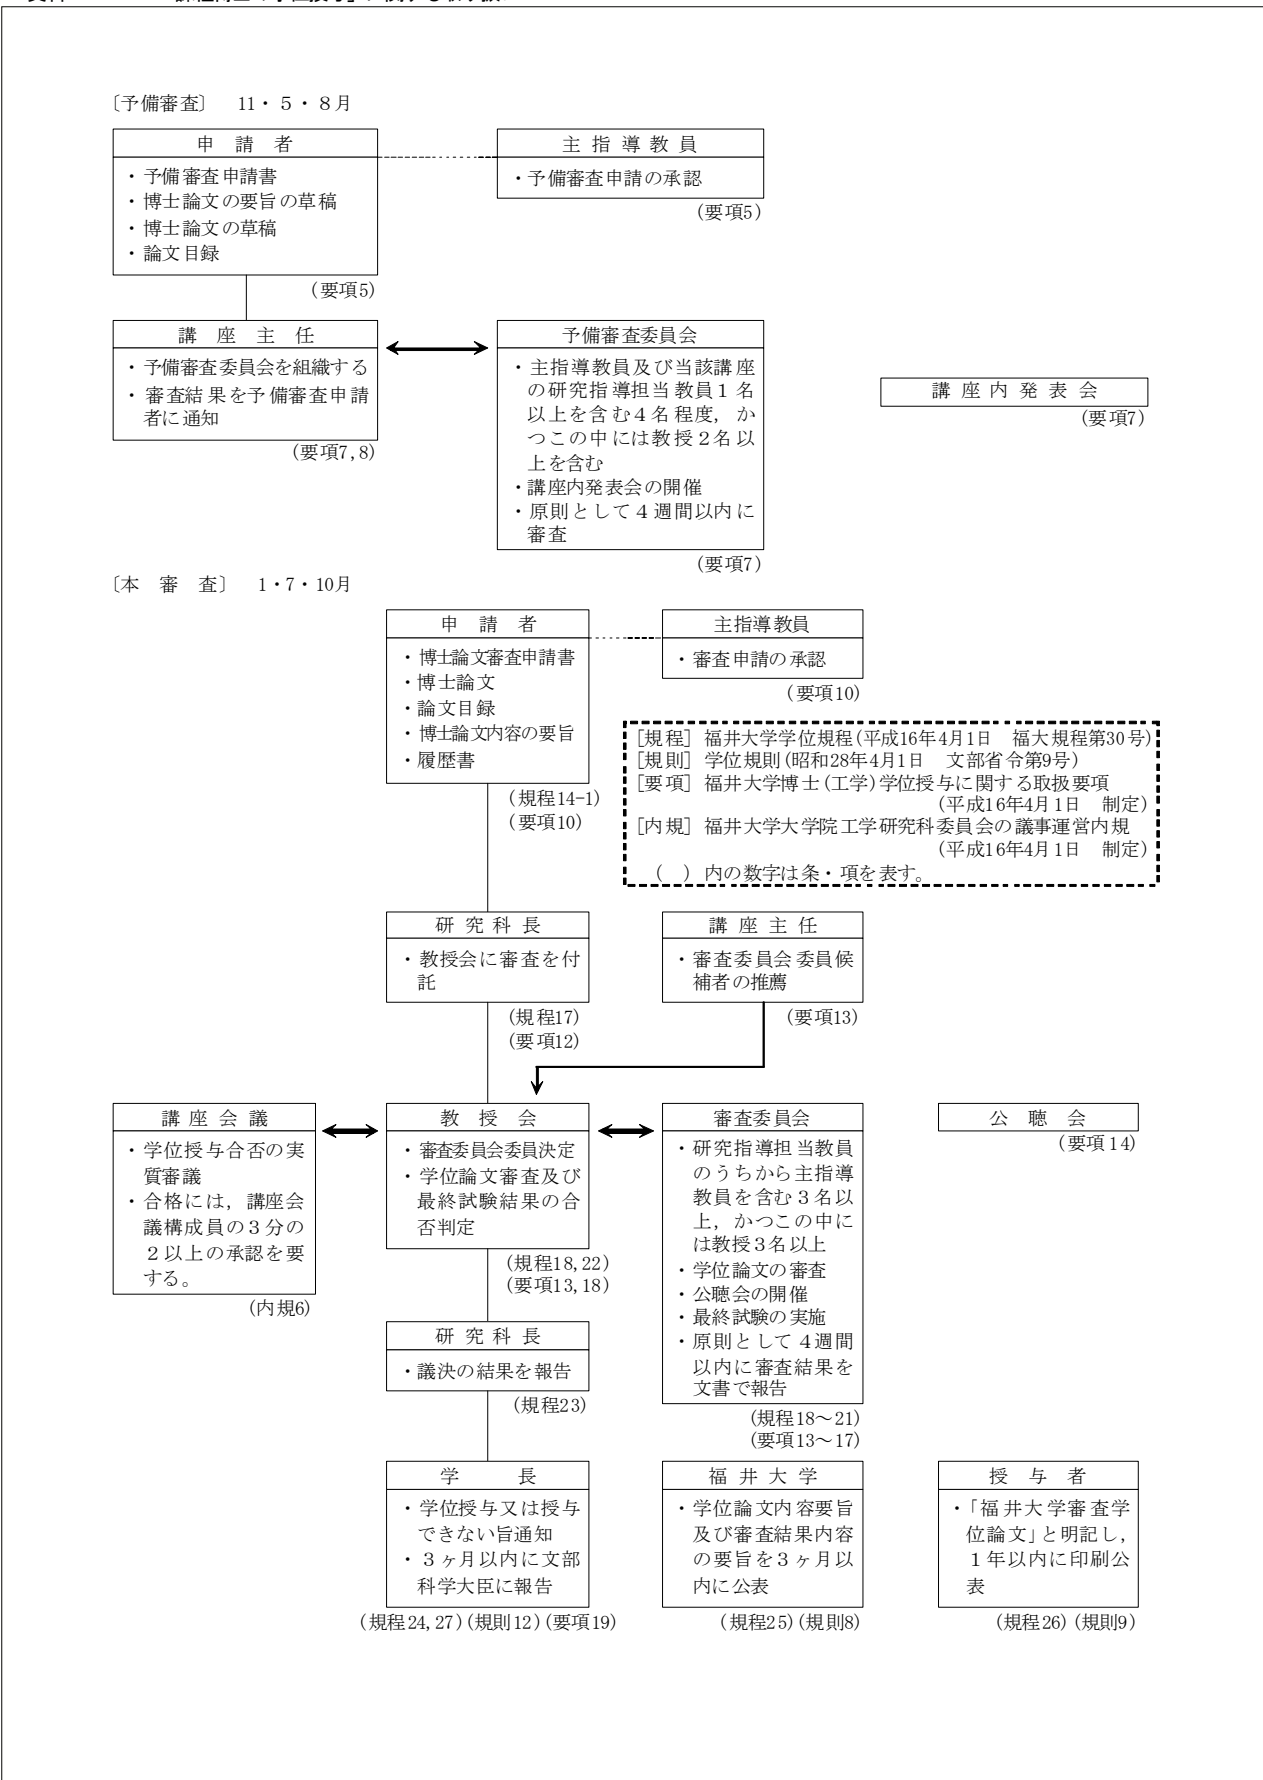 〔予備審査〕 11・5・8月
申請者
・予備審査申請書
・博士論文の要旨の草稿
・博士論文の草稿
・論文目録
(要項5)
主指導教員
・予備審査申請の承認
(要項5)
講座主任
・予備審査委員会を組織する
・審査結果を予備審査申請
者に通知
(要項7,8)
予備審査委員会
・主指導教員及び当該講座
の研究指導担当教員1名
以上を含む4名程度，か
つこの中には教授2名以
上を含む
・講座内発表会の開催
・原則として4週間以内に
審査
(要項7)
講座内発表会
(要項7)
〔本審査〕 1・7・10月
申請者
・博士論文審査申請書
・博士論文
・論文目録
・博士論文内容の要旨
・履歴書
(規程14-1)
(要項10)
主指導教員
・審査申請の承認
(要項10)
[規程] 福井大学学位規程(平成16年4月1日 福大規程第30号)
[規則] 学位規則(昭和28年4月1日 文部省令第9号)
[要項] 福井大学博士(工学)学位授与に関する取扱要項
(平成16年4月1日 制定)
[内規] 福井大学大学院工学研究科委員会の議事運営内規
(平成16年4月1日 制定)
( ) 内の数字は条・項を表す。
研究科長
・教授会に審査を付
託
(規程17)
(要項12)
講座主任
・審査委員会委員候
補者の推薦
(要項13)
講座会議
・学位授与合否の実
質審議
・合格には，講座会
議構成員の3分の
2以上の承認を要
する。
(内規6)
教授会
・審査委員会委員決定
・学位論文審査及び
最終試験結果の合
否判定
(規程18,22)
(要項13,18)
審査委員会
・研究指導担当教員
のうちから主指導
教員を含む3名以
上，かつこの中に
は教授3名以上
・学位論文の審査
・公聴会の開催
・最終試験の実施
・原則として4週間
以内に審査結果を
文書で報告
(規程18～21)
(要項13～17)
公聴会
(要項14)
研究科長
・議決の結果を報告
(規程23)
学長
・学位授与又は授与
できない旨通知
・3ヶ月以内に文部
科学大臣に報告
(規程24,27)(規則12)(要項19)
福井大学
・学位論文内容要旨
及び審査結果内容
の要旨を3ヶ月以
内に公表
(規程25)(規則8)
授与者
・「福井大学審査学
位論文」と明記し，
1年以内に印刷公
表
(規程26)(規則9)